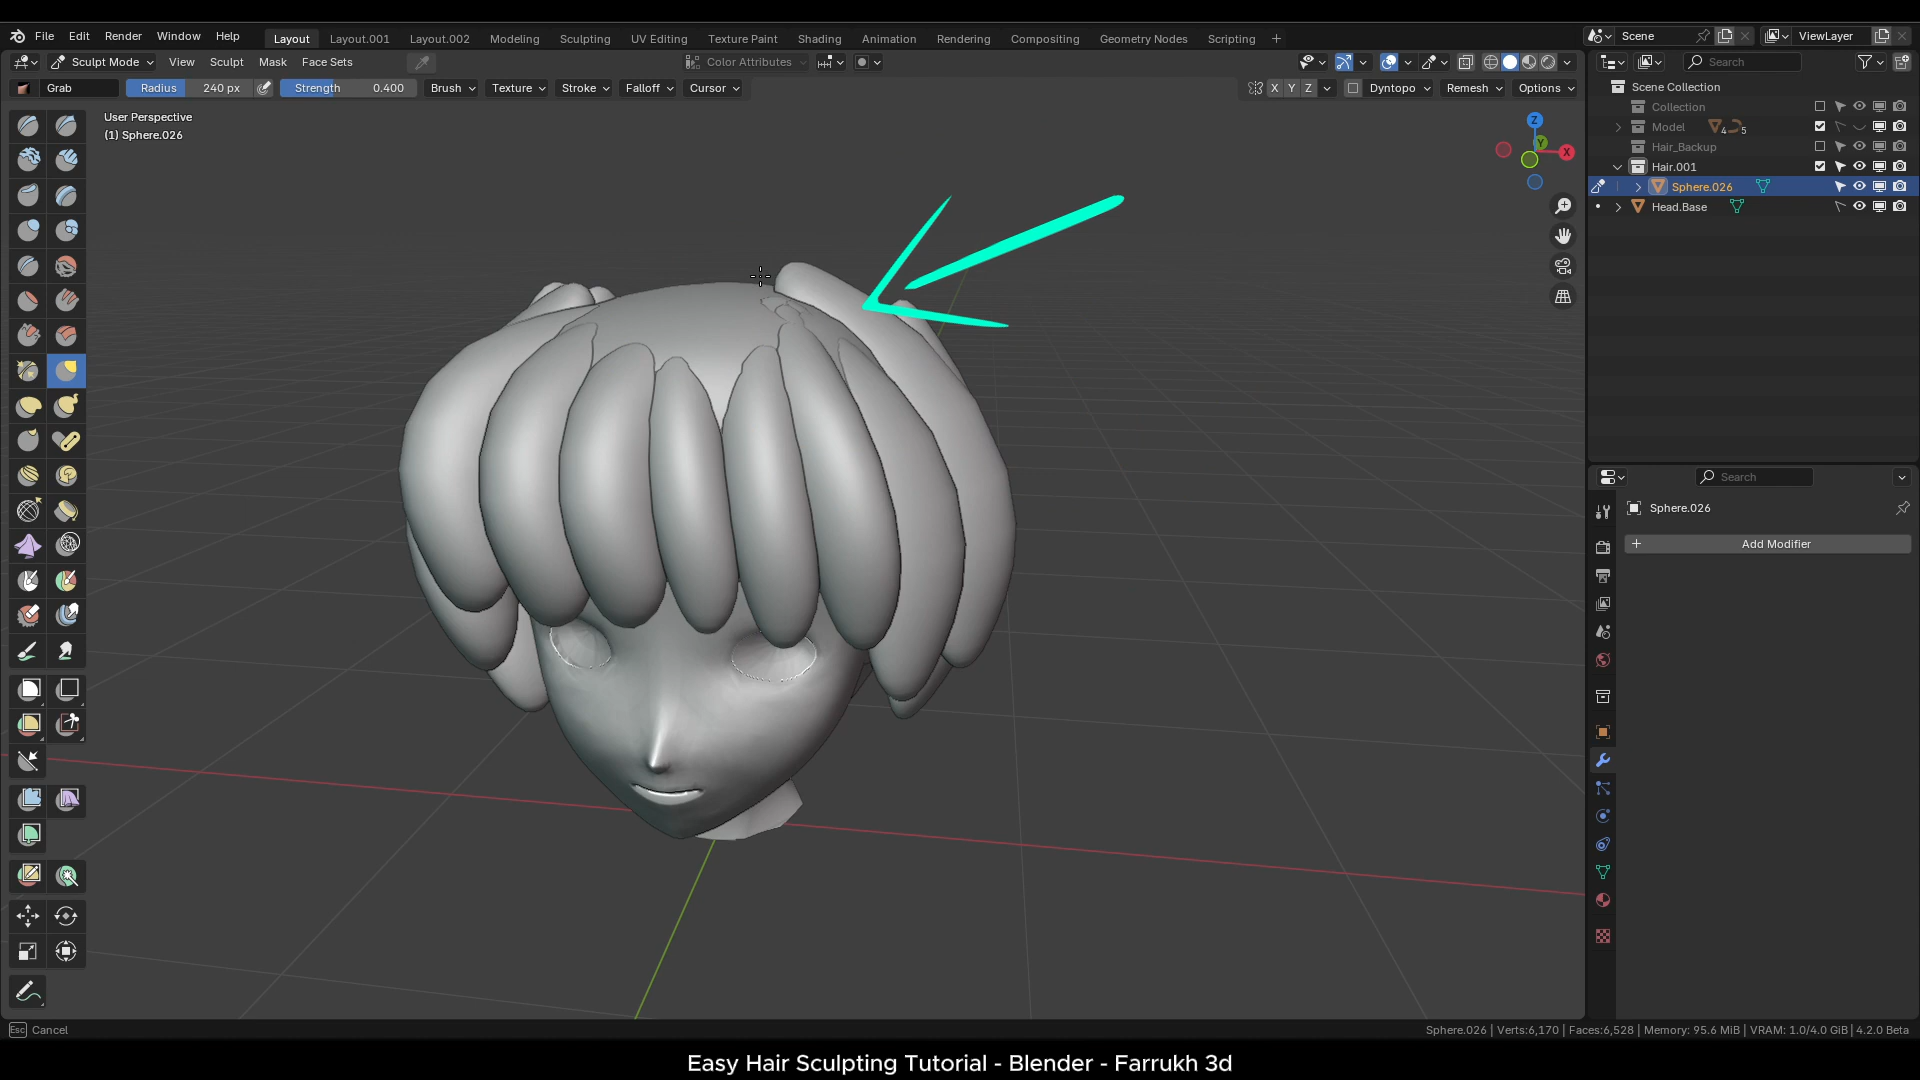 File Edit Render Window Help Layout Layout.001 Layout.002 Modeling Sculpting UV Editing Texture Paint Shading Animation Rendering Compositing Geometry Nodes Scripting + Scene ViewLayer
Sculpt Mode View Sculpt Mask Face Sets Color Attributes Search
Grab Radius 240 px Strength 0.400 Brush Texture Stroke Falloff Cursor X Y Z Dyntopo Remesh Options
Scene Collection
Collection
Model 4 5
Hair_Backup
Hair.001
Sphere.026
Head.Base
User Perspective
(1) Sphere.026
Z
Y
X
Search
Sphere.026
+ Add Modifier
Esc Cancel
Sphere.026 | Verts:6,170 | Faces:6,528 | Memory: 95.6 MiB | VRAM: 1.0/4.0 GiB | 4.2.0 Beta
Easy Hair Sculpting Tutorial - Blender - Farrukh 3d